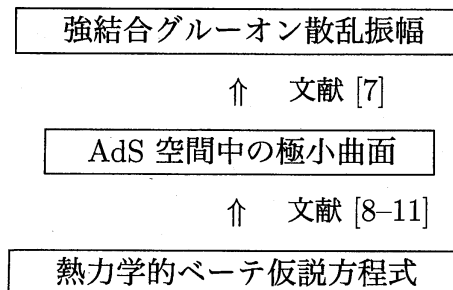 強結合グルーオン散乱振幅
⇑ 文献 [7]
AdS 空間中の極小曲面
⇑ 文献 [8–11]
熱力学的ベーテ仮説方程式